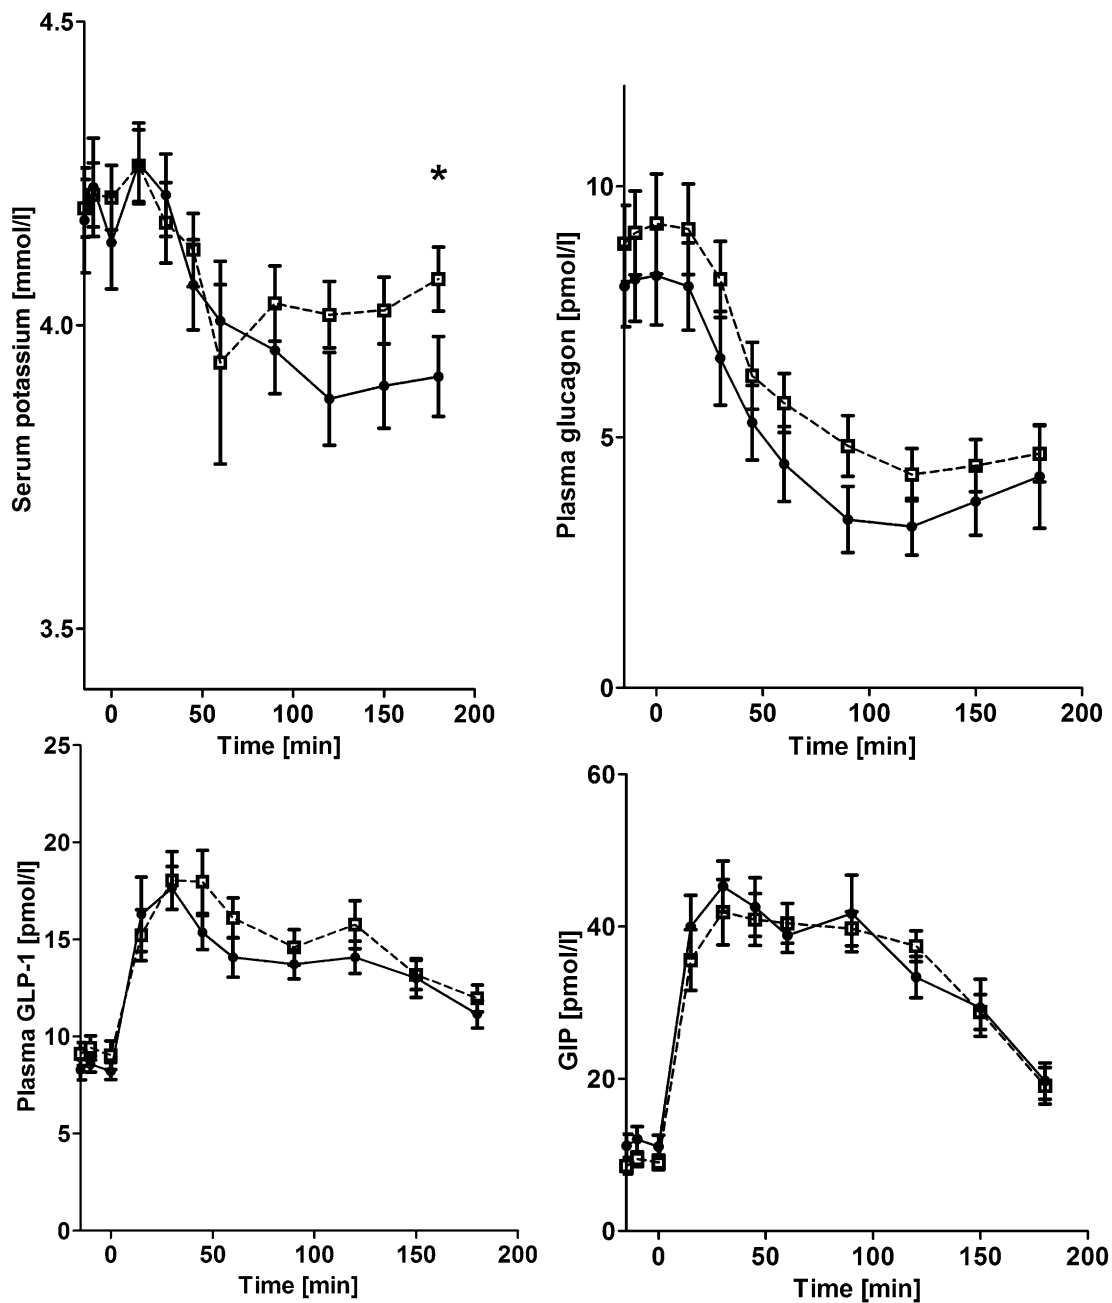 4.5
4.0
3.5
Serum potassium [mmol/l]
*
0 50 100 150 200
Time [min]
10
5
0
Plasma glucagon [pmol/l]
0 50 100 150 200
Time [min]
25
20
15
10
5
0
Plasma GLP-1 [pmol/l]
0 50 100 150 200
Time [min]
60
40
20
0
GIP [pmol/l]
0 50 100 150 200
Time [min]